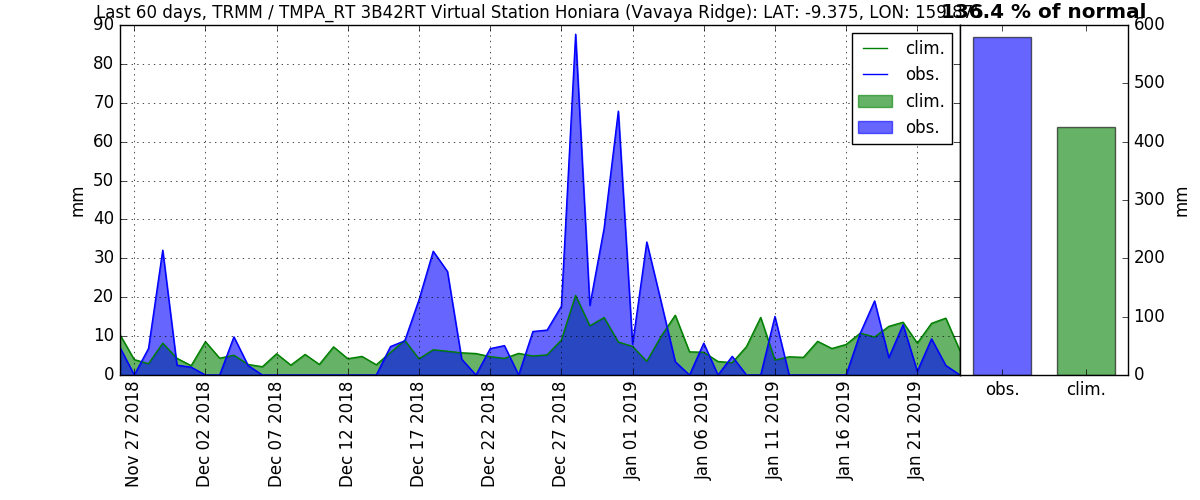 Last 60 days, TRMM / TMPA_RT 3B42RT Virtual Station Honiara (Vavaya Ridge): LAT: -9.375, LON: 159.
136.4 % of normal
90
80
70
60
50
40
30
20
10
0
mm
clim.
obs.
clim.
obs.
Nov 27 2018
Dec 02 2018
Dec 07 2018
Dec 12 2018
Dec 17 2018
Dec 22 2018
Dec 27 2018
Jan 01 2019
Jan 06 2019
Jan 11 2019
Jan 16 2019
Jan 21 2019
600
500
400
300
200
100
0
mm
obs.
clim.